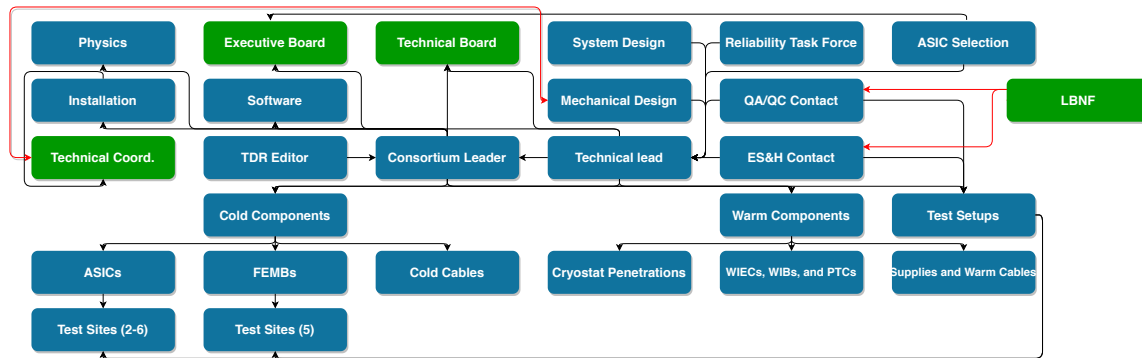 Physics
Executive Board
Technical Board
System Design
Reliability Task Force
ASIC Selection
Installation
Software
Mechanical Design
QA/QC Contact
LBNF
Technical Coord.
TDR Editor
Consortium Leader
Technical lead
ES&H Contact
Cold Components
Warm Components
Test Setups
ASICs
FEMBs
Cold Cables
Cryostat Penetrations
WIECs, WIBs, and PTCs
Supplies and Warm Cables
Test Sites (2-6)
Test Sites (5)